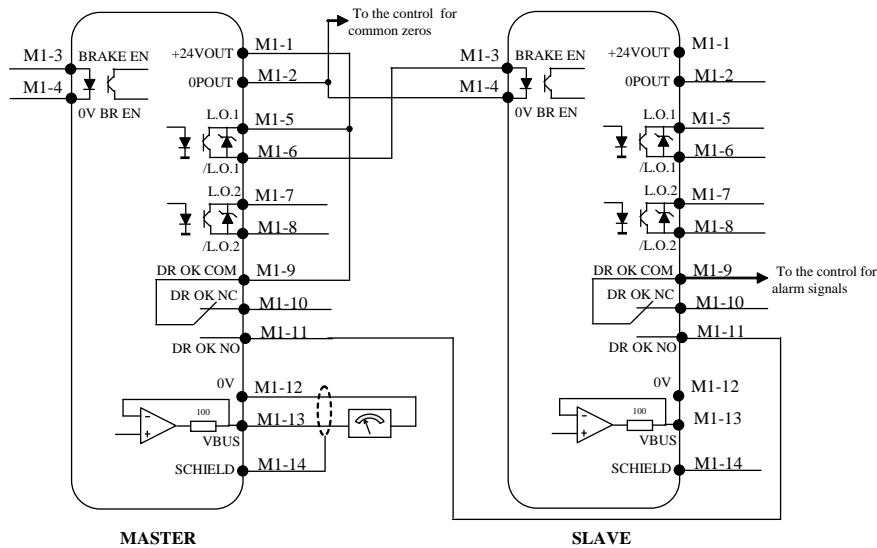 To the control for
common zeros
M1-3
BRAKE EN
M1-4
0V BR EN
+24VOUT
M1-1
0POUT
M1-2
L.O.1
M1-5
M1-6
/L.O.1
L.O.2
M1-7
M1-8
/L.O.2
DR OK COM
M1-9
DR OK NC
M1-10
M1-11
DR OK NO
0V
M1-12
100
M1-13
VBUS
SCHIELD
M1-14
MASTER
M1-3
BRAKE EN
M1-4
0V BR EN
+24VOUT
M1-1
0POUT
M1-2
L.O.1
M1-5
M1-6
/L.O.1
L.O.2
M1-7
M1-8
/L.O.2
DR OK COM
M1-9
To the control for
alarm signals
DR OK NC
M1-10
M1-11
DR OK NO
0V
M1-12
100
M1-13
VBUS
SCHIELD
M1-14
SLAVE